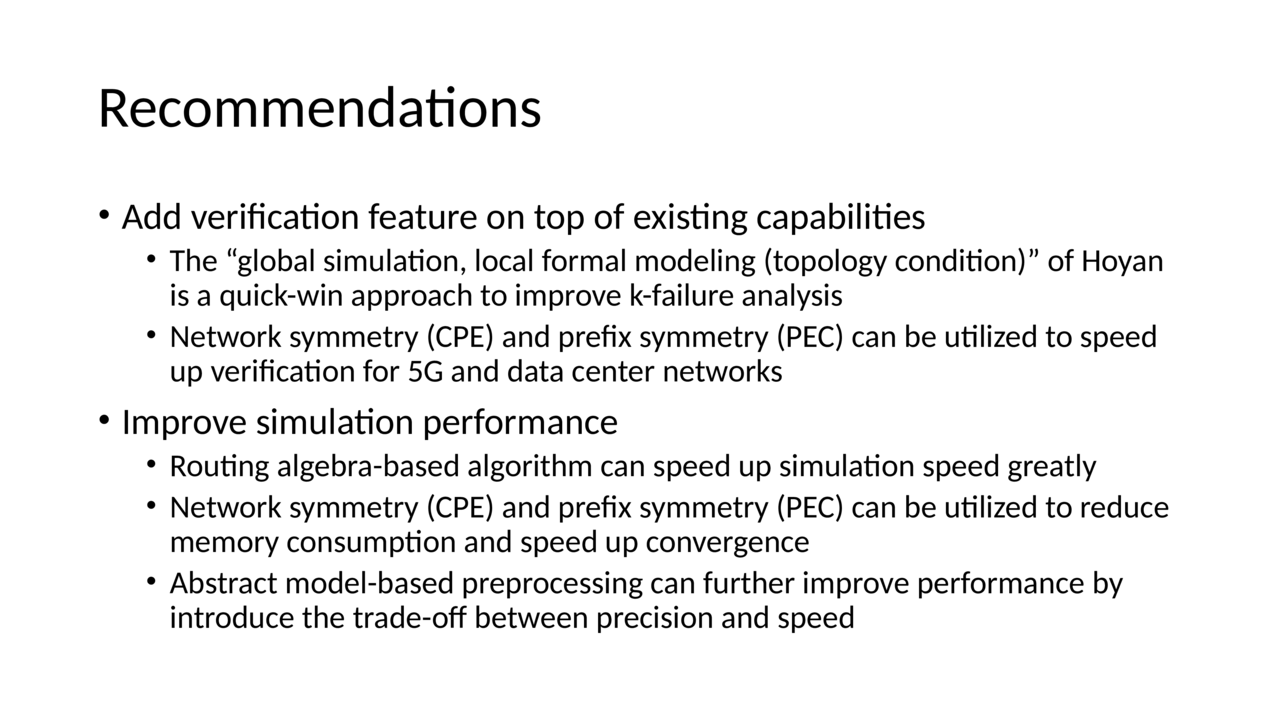 Recommendations
• Add verification feature on top of existing capabilities
• The “global simulation, local formal modeling (topology condition)” of Hoyan
is a quick-win approach to improve k-failure analysis
• Network symmetry (CPE) and prefix symmetry (PEC) can be utilized to speed
up verification for 5G and data center networks
• Improve simulation performance
• Routing algebra-based algorithm can speed up simulation speed greatly
• Network symmetry (CPE) and prefix symmetry (PEC) can be utilized to reduce
memory consumption and speed up convergence
• Abstract model-based preprocessing can further improve performance by
introduce the trade-off between precision and speed